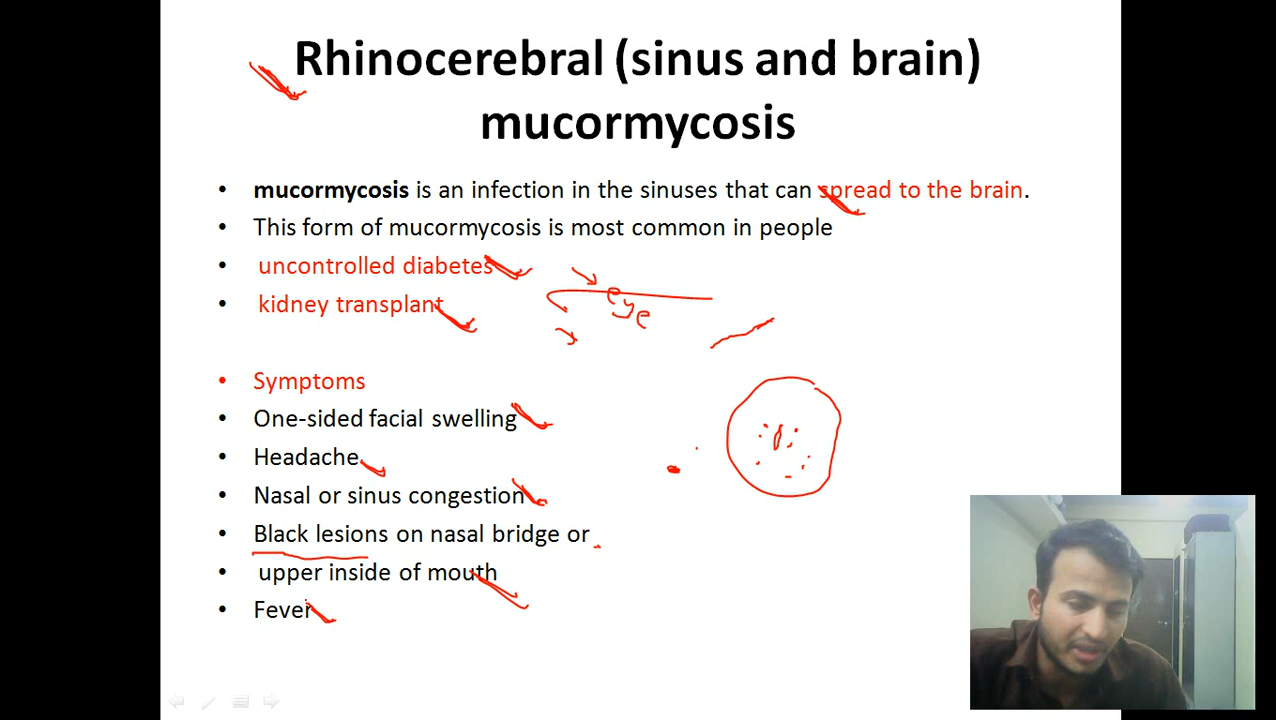 Rhinocerebral (sinus and brain)
mucormycosis
• mucormycosis is an infection in the sinuses that can spread to the brain.
• This form of mucormycosis is most common in people
• uncontrolled diabetes
• kidney transplant
eye
• Symptoms
• One-sided facial swelling
• Headache
• Nasal or sinus congestion
• Black lesions on nasal bridge or
• upper inside of mouth
• Fever